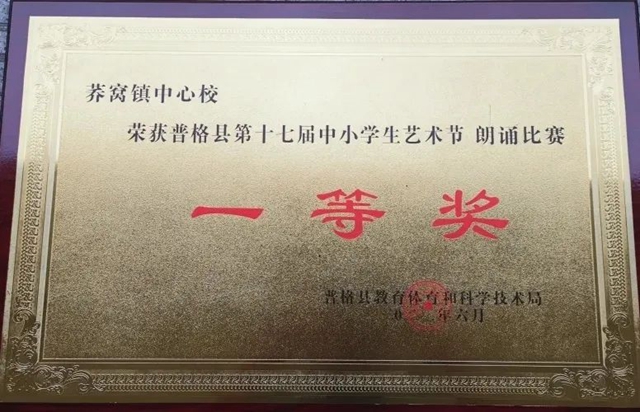 荞窝镇中心校
荣获普格县第十七届中小学生艺术节 朗诵比赛
一等奖
普格县教育体育和科学技术局
年六月